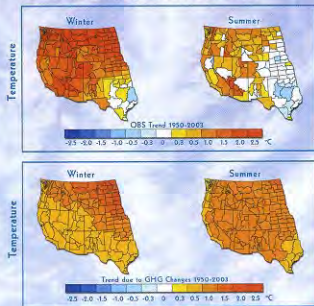 Winter Summer
Temperature
OBS Trend 1950-2003
-2.5 -2.0 -1.5 -1.0 -0.5 -0.3 0 0.3 0.5 1.0 1.5 2.0 2.5 °C
Winter Summer
Temperature
Trend due to GHG Changes 1950-2003
-2.5 -2.0 -1.5 -1.0 -0.5 -0.3 0 0.3 0.5 1.0 1.5 2.0 2.5 °C